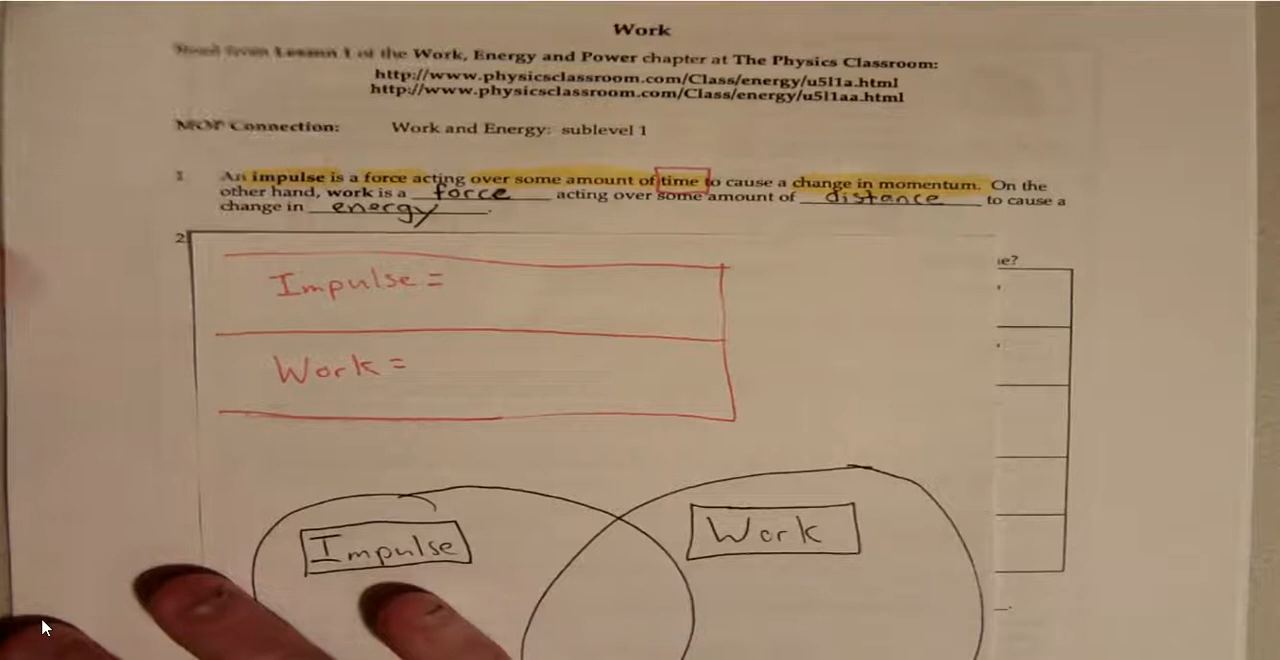 Work
Read from Lesson 1 of the Work, Energy and Power chapter at The Physics Classroom:
http://www.physicsclassroom.com/Class/energy/u5l1a.html
http://www.physicsclassroom.com/Class/energy/u5l1aa.html
MOP Connection: Work and Energy: sublevel 1
1 An impulse is a force acting over some amount of time to cause a change in momentum. On the
other hand, work is a force acting over some amount of distance to cause a
change in energy.
2
Impulse =
Work =
Impulse
Work